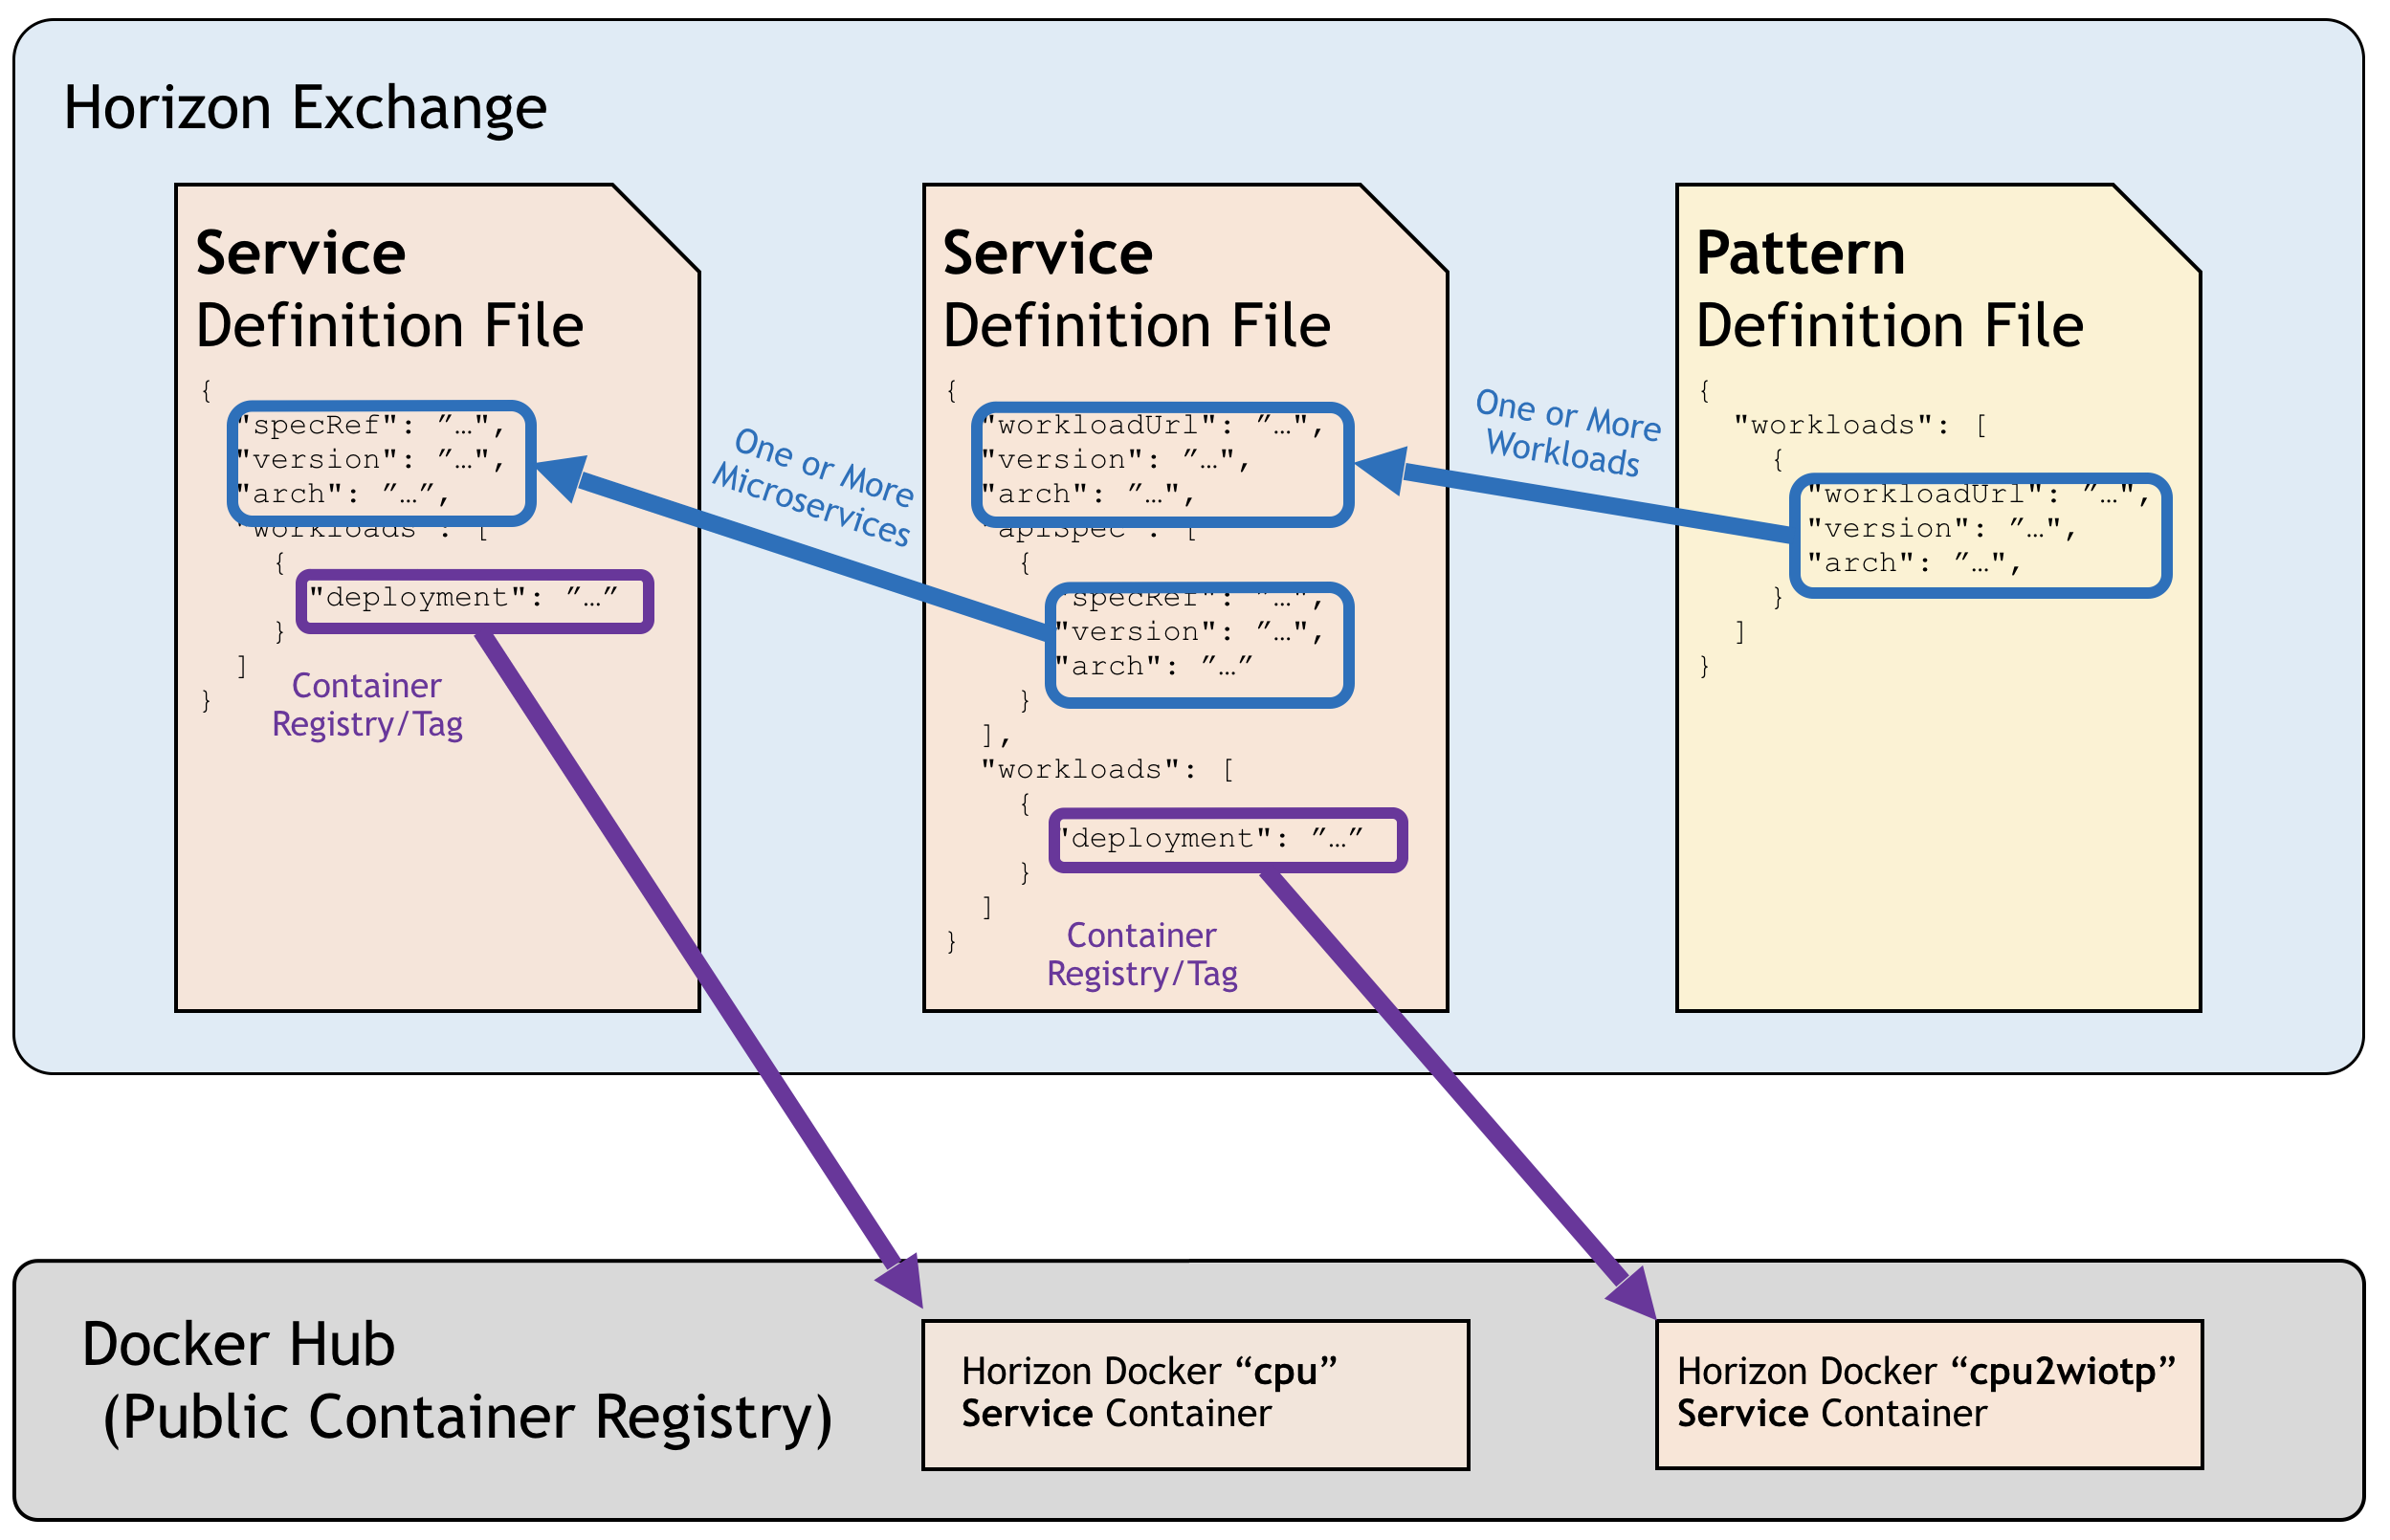 Horizon Exchange
Service
Definition File
{
"specRef": ″…",
"version": ″…",
"arch": ″…″,
"workloads": [
{
"deployment": ″…″
}
]
}
Container
Registry/Tag
One or More
Microservices
Service
Definition File
{
"workloadUrl": ″…",
"version": ″…",
"arch": ″…",
"apiSpec": [
{
"specRef": ″…",
"version": ″…",
"arch": ″…″
}
],
"workloads": [
{
"deployment": ″…″
}
]
}
Container
Registry/Tag
One or More
Workloads
Pattern
Definition File
{
"workloads": [
{
"workloadUrl": ″…",
"version": ″…",
"arch": ″…",
}
]
}
Docker Hub
(Public Container Registry)
Horizon Docker “cpu”
Service Container
Horizon Docker “cpu2wiotp”
Service Container